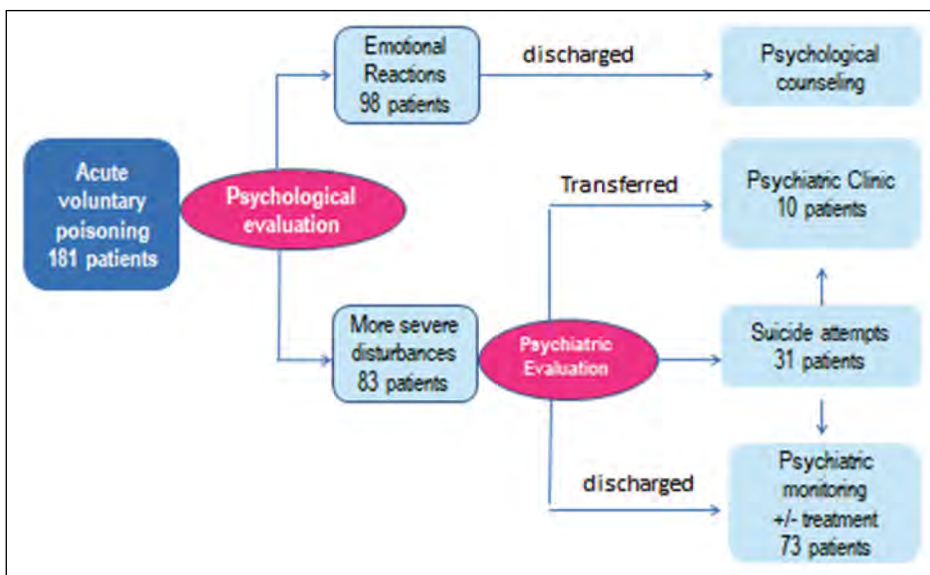 Acute
voluntary
poisoning
181 patients
Psychological
evaluation
Emotional
Reactions
98 patients
discharged
Psychological
counseling
More severe
disturbances
83 patients
Psychiatric
Evaluation
Transferred
Psychiatric Clinic
10 patients
Suicide attempts
31 patients
discharged
Psychiatric
monitoring
+/- treatment
73 patients